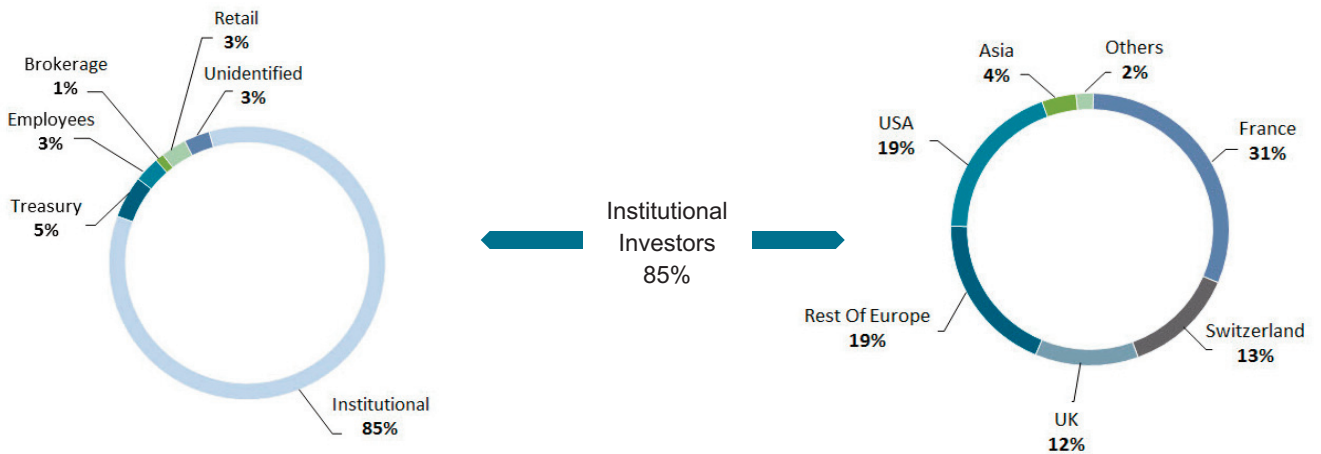 Retail
3%
Brokerage
1%
Unidentified
3%
Employees
3%
Treasury
5%
Institutional
85%
Institutional
Investors
85%
Asia
4%
Others
2%
USA
19%
France
31%
Rest Of Europe
19%
Switzerland
13%
UK
12%